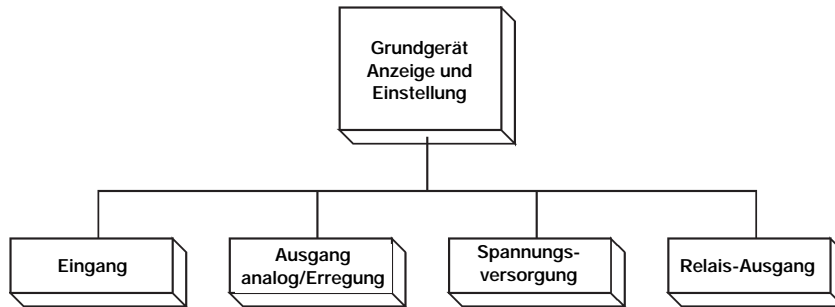 Grundgerät
Anzeige und
Einstellung
Eingang
Ausgang
analog/Erregung
Spannungs-
versorgung
Relais-Ausgang